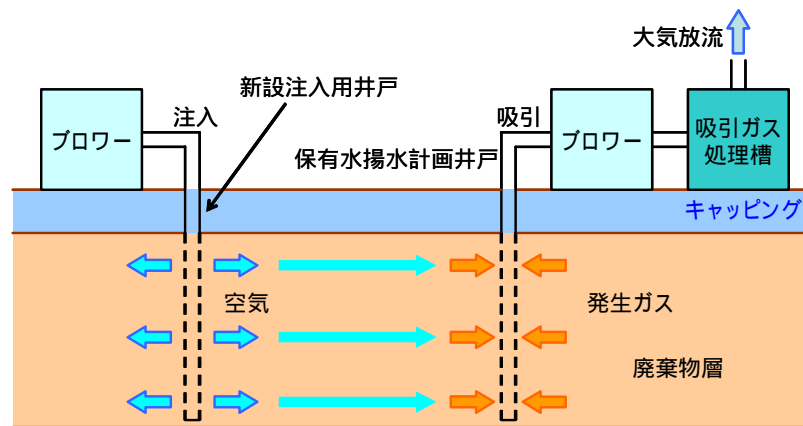 大気放流
新設注入用井戸
ブロワー
注入
吸引
ブロワー
吸引ガス
処理槽
保有水揚水計画井戸
キャッピング
空気
発生ガス
廃棄物層